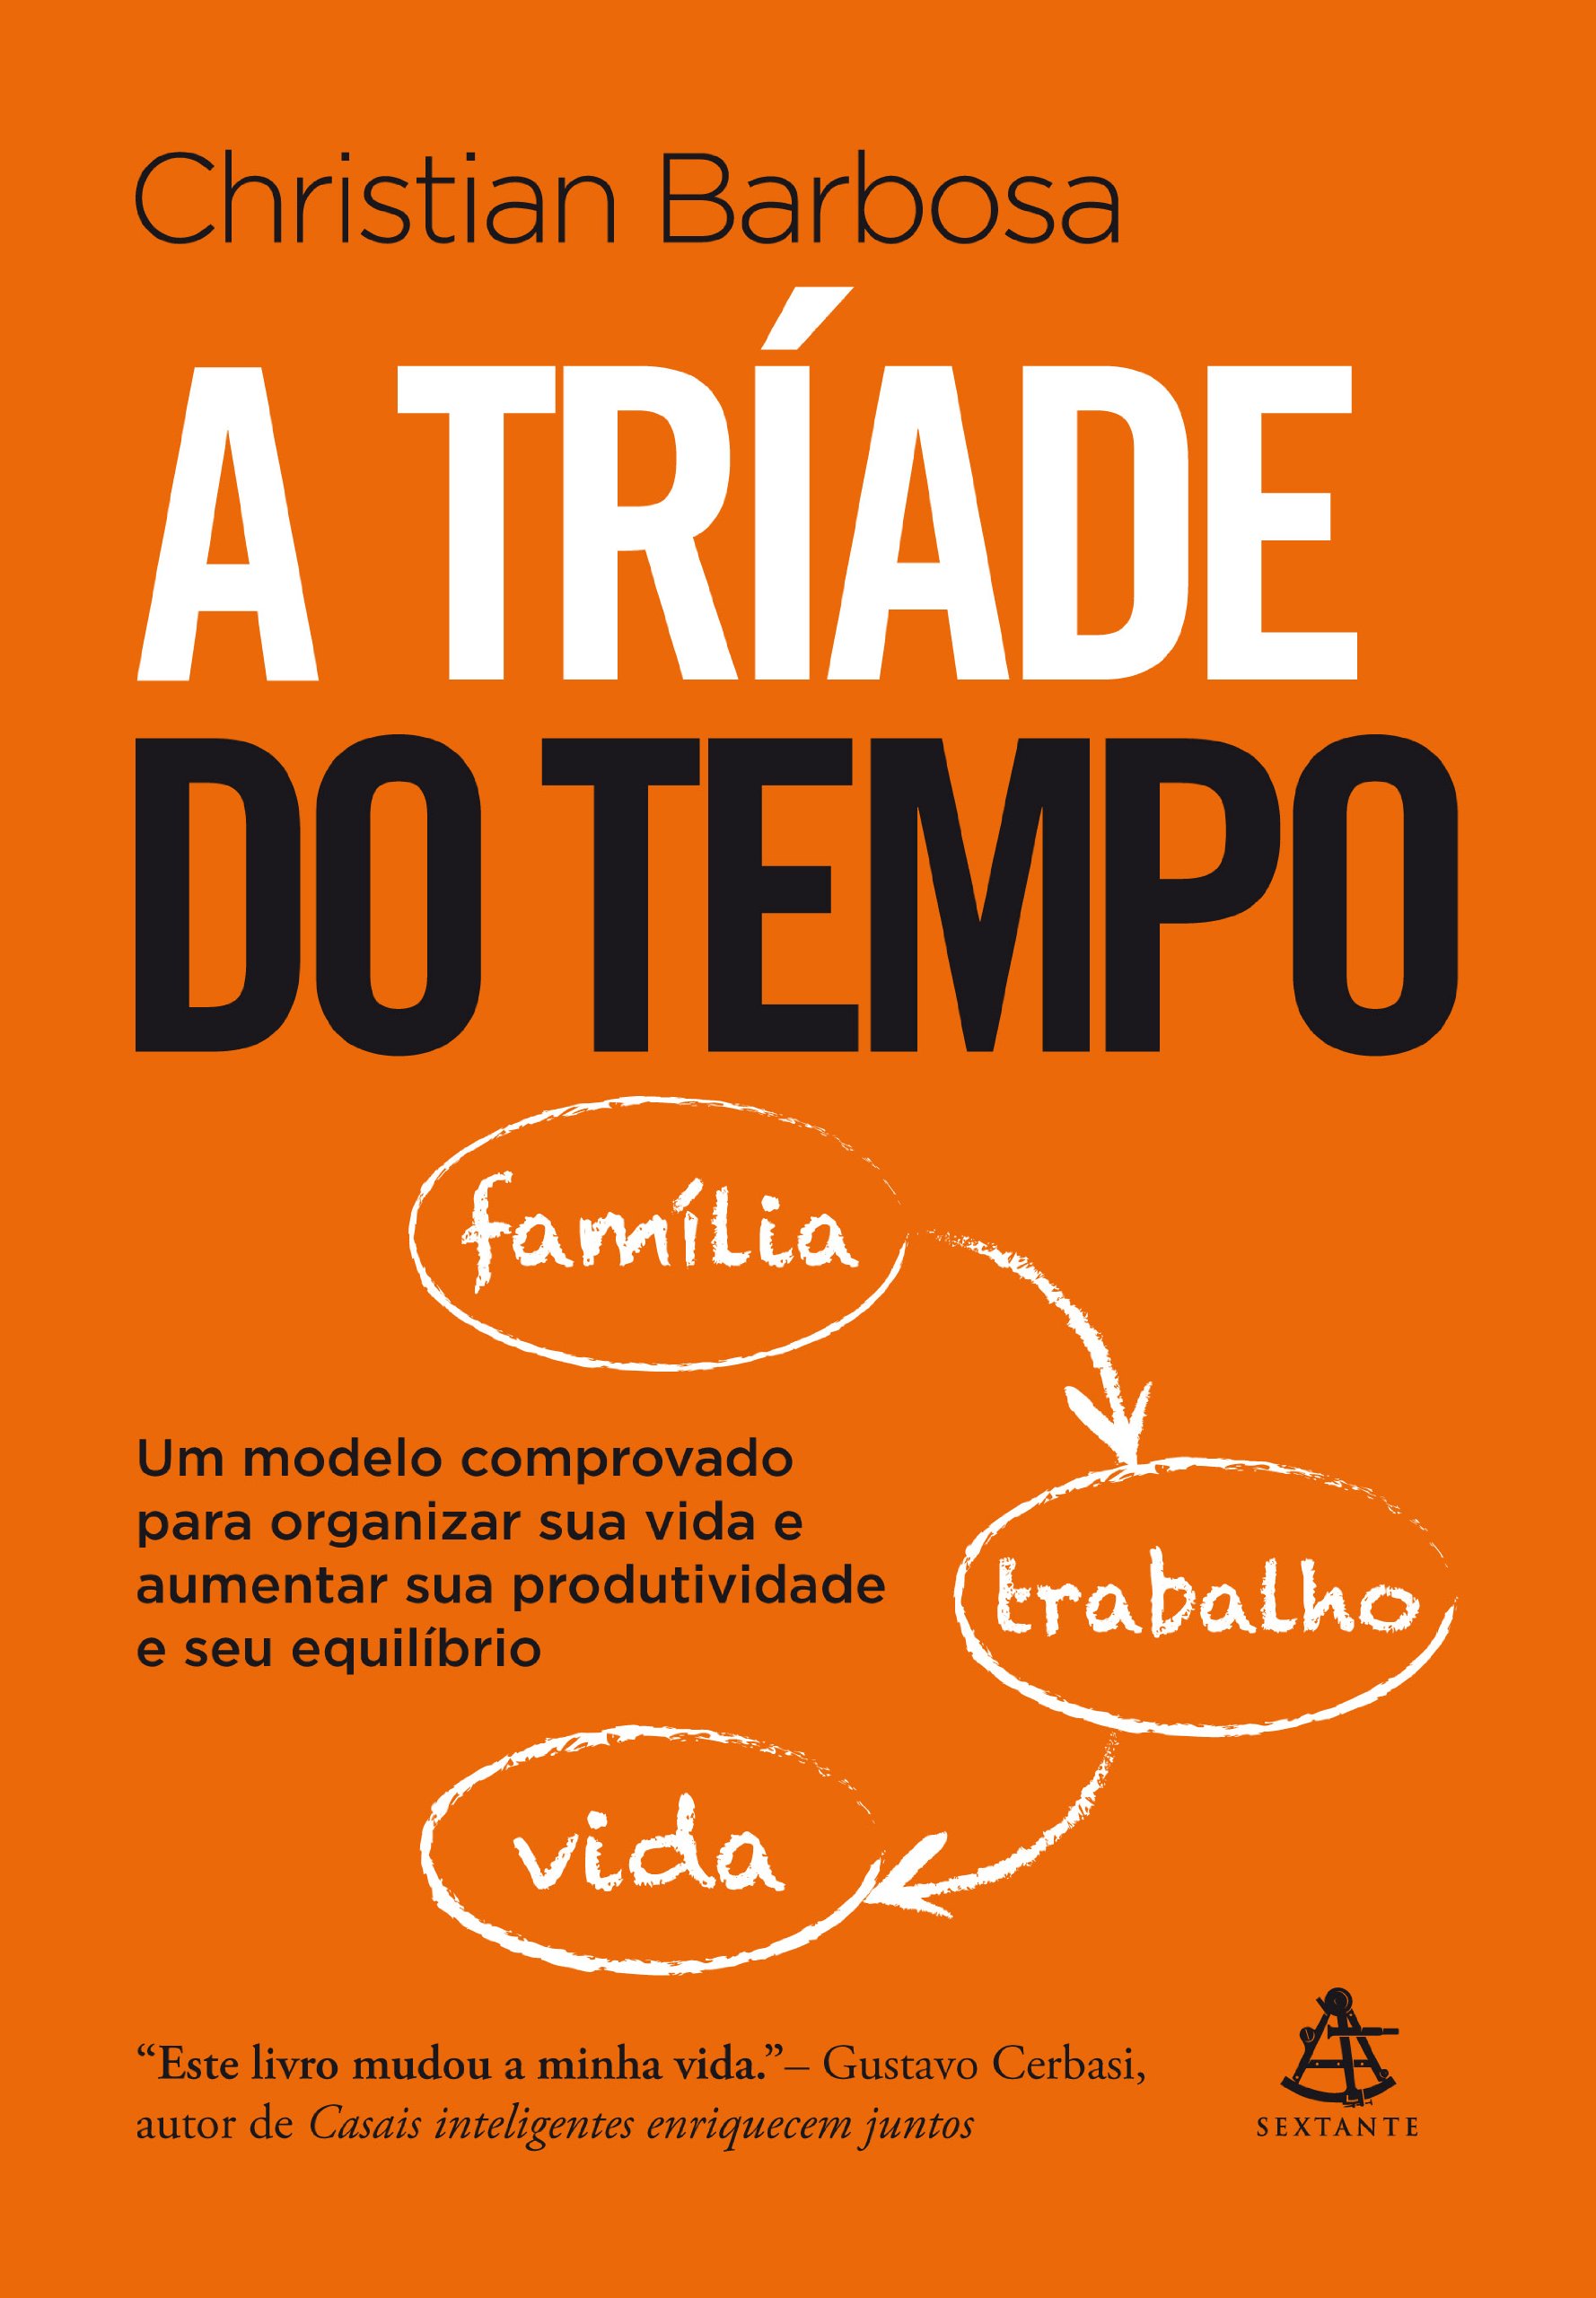 Christian Barbosa
A TRÍADE
DO TEMPO
família
Um modelo comprovado
para organizar sua vida e
aumentar sua produtividade
e seu equilíbrio
trabalho
vida
“Este livro mudou a minha vida.”– Gustavo Cerbasi,
autor de Casais inteligentes enriquecem juntos
SEXTANTE